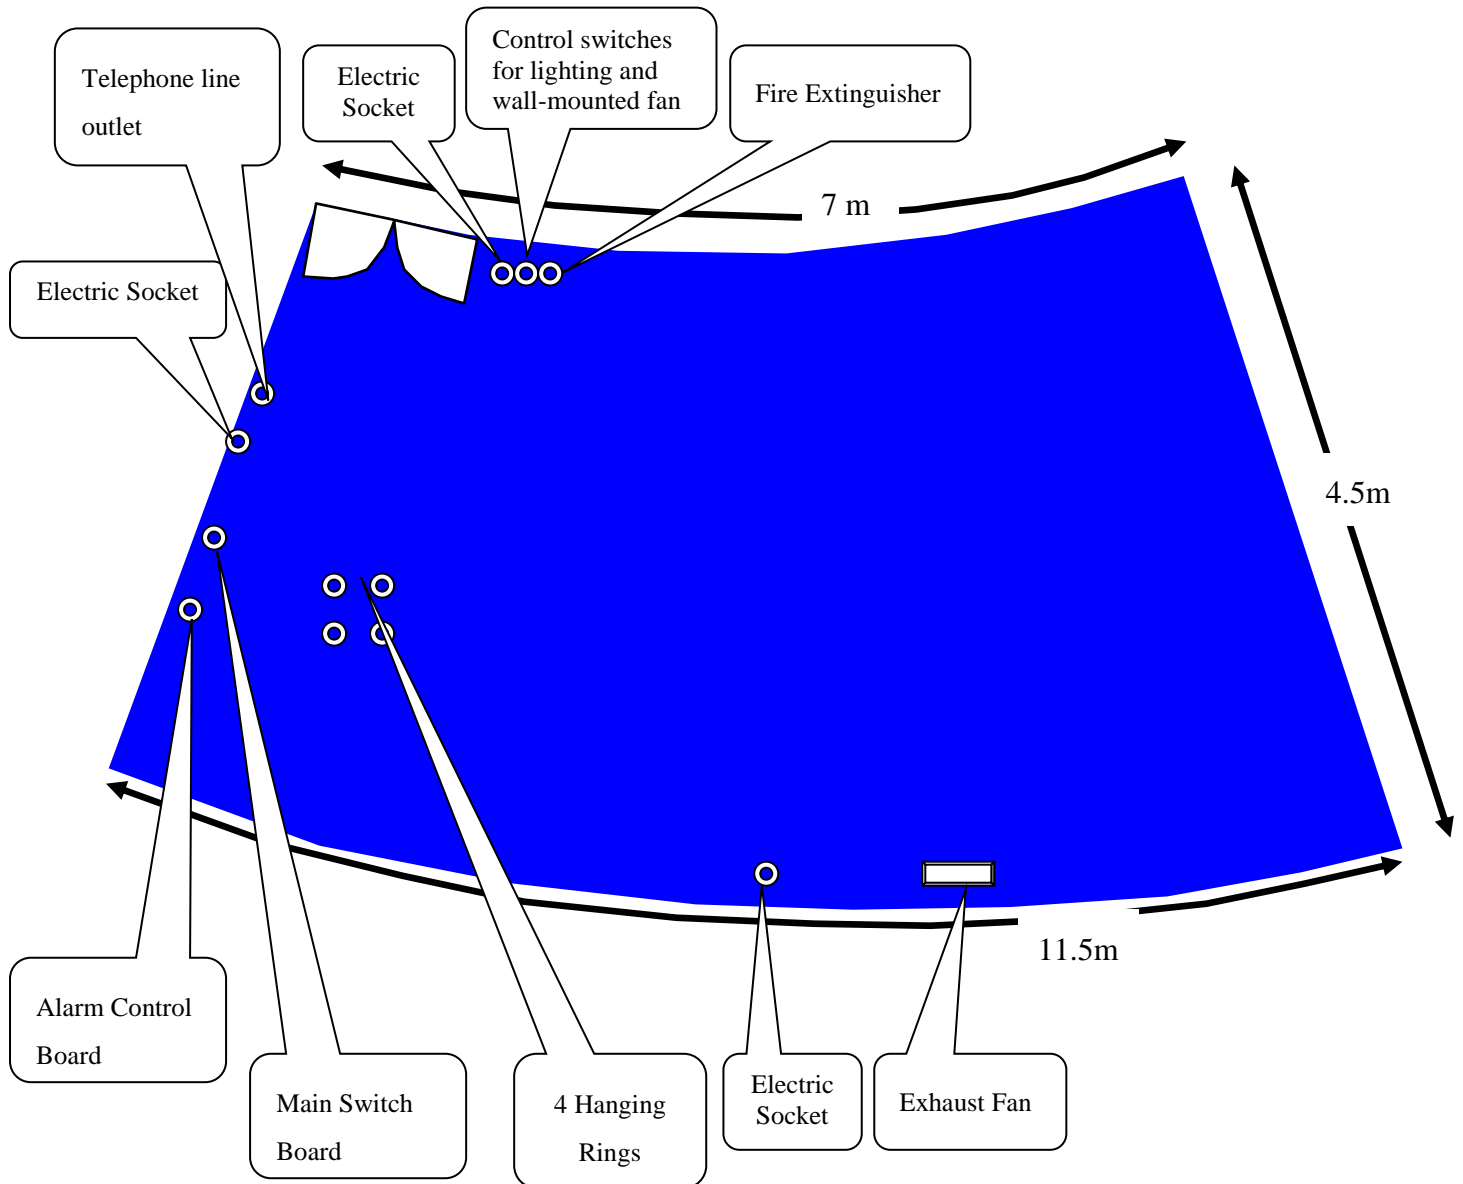 Telephone line
outlet
Electric
Socket
Control switches
for lighting and
wall-mounted fan
Fire Extinguisher
7 m
Electric Socket
4.5m
11.5m
Alarm Control
Board
Main Switch
Board
4 Hanging
Rings
Electric
Socket
Exhaust Fan